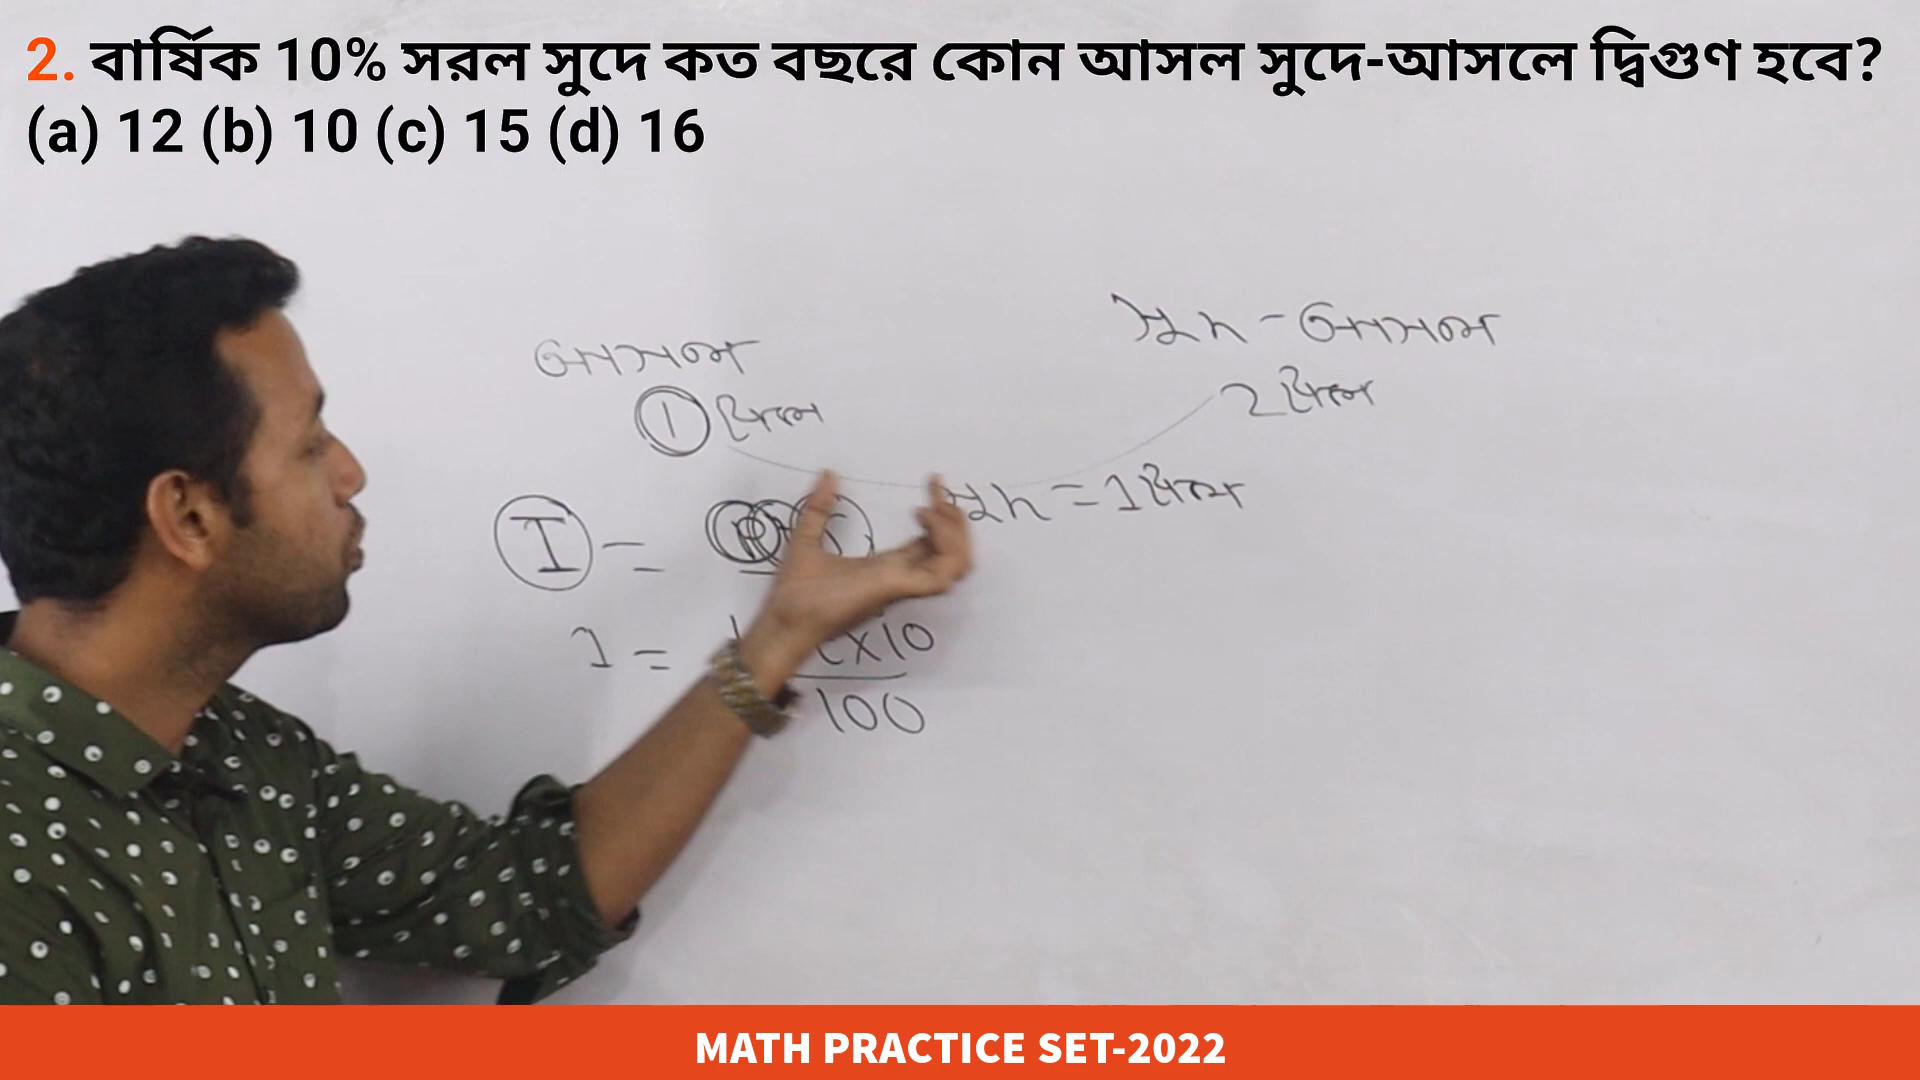 2. বার্ষিক 10% সরল সুদে কত বছরে কোন আসল সুদে-আসলে দ্বিগুণ হবে?
(a) 12 (b) 10 (c) 15 (d) 16
সুদ - আসল
আসল
1
2
সুদ = 1
I =
1 = t×10
100
MATH PRACTICE SET-2022